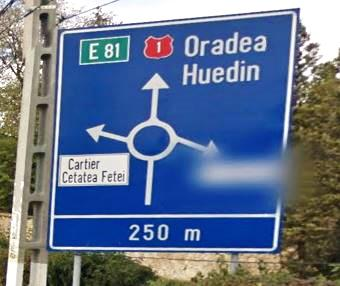 E 81 1 Oradea
Huedin
Cartier
Cetatea Fetei
250 m